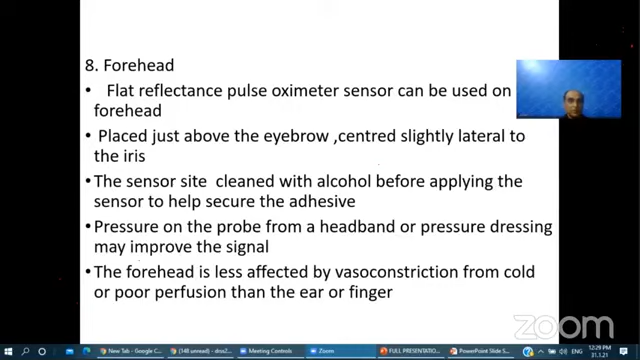 8. Forehead
• Flat reflectance pulse oximeter sensor can be used on
forehead
• Placed just above the eyebrow ,centred slightly lateral to
the iris
• The sensor site cleaned with alcohol before applying the
sensor to help secure the adhesive
• Pressure on the probe from a headband or pressure dressing
may improve the signal
• The forehead is less affected by vasoconstriction from cold
or poor perfusion than the ear or finger
zoom
New Tab - Google C...
(148 unread) - dros2...
Meeting Controls
Zoom
FULL PRESENTATIO...
PowerPoint Slide S...
ENG
12:29 PM
31.1.21